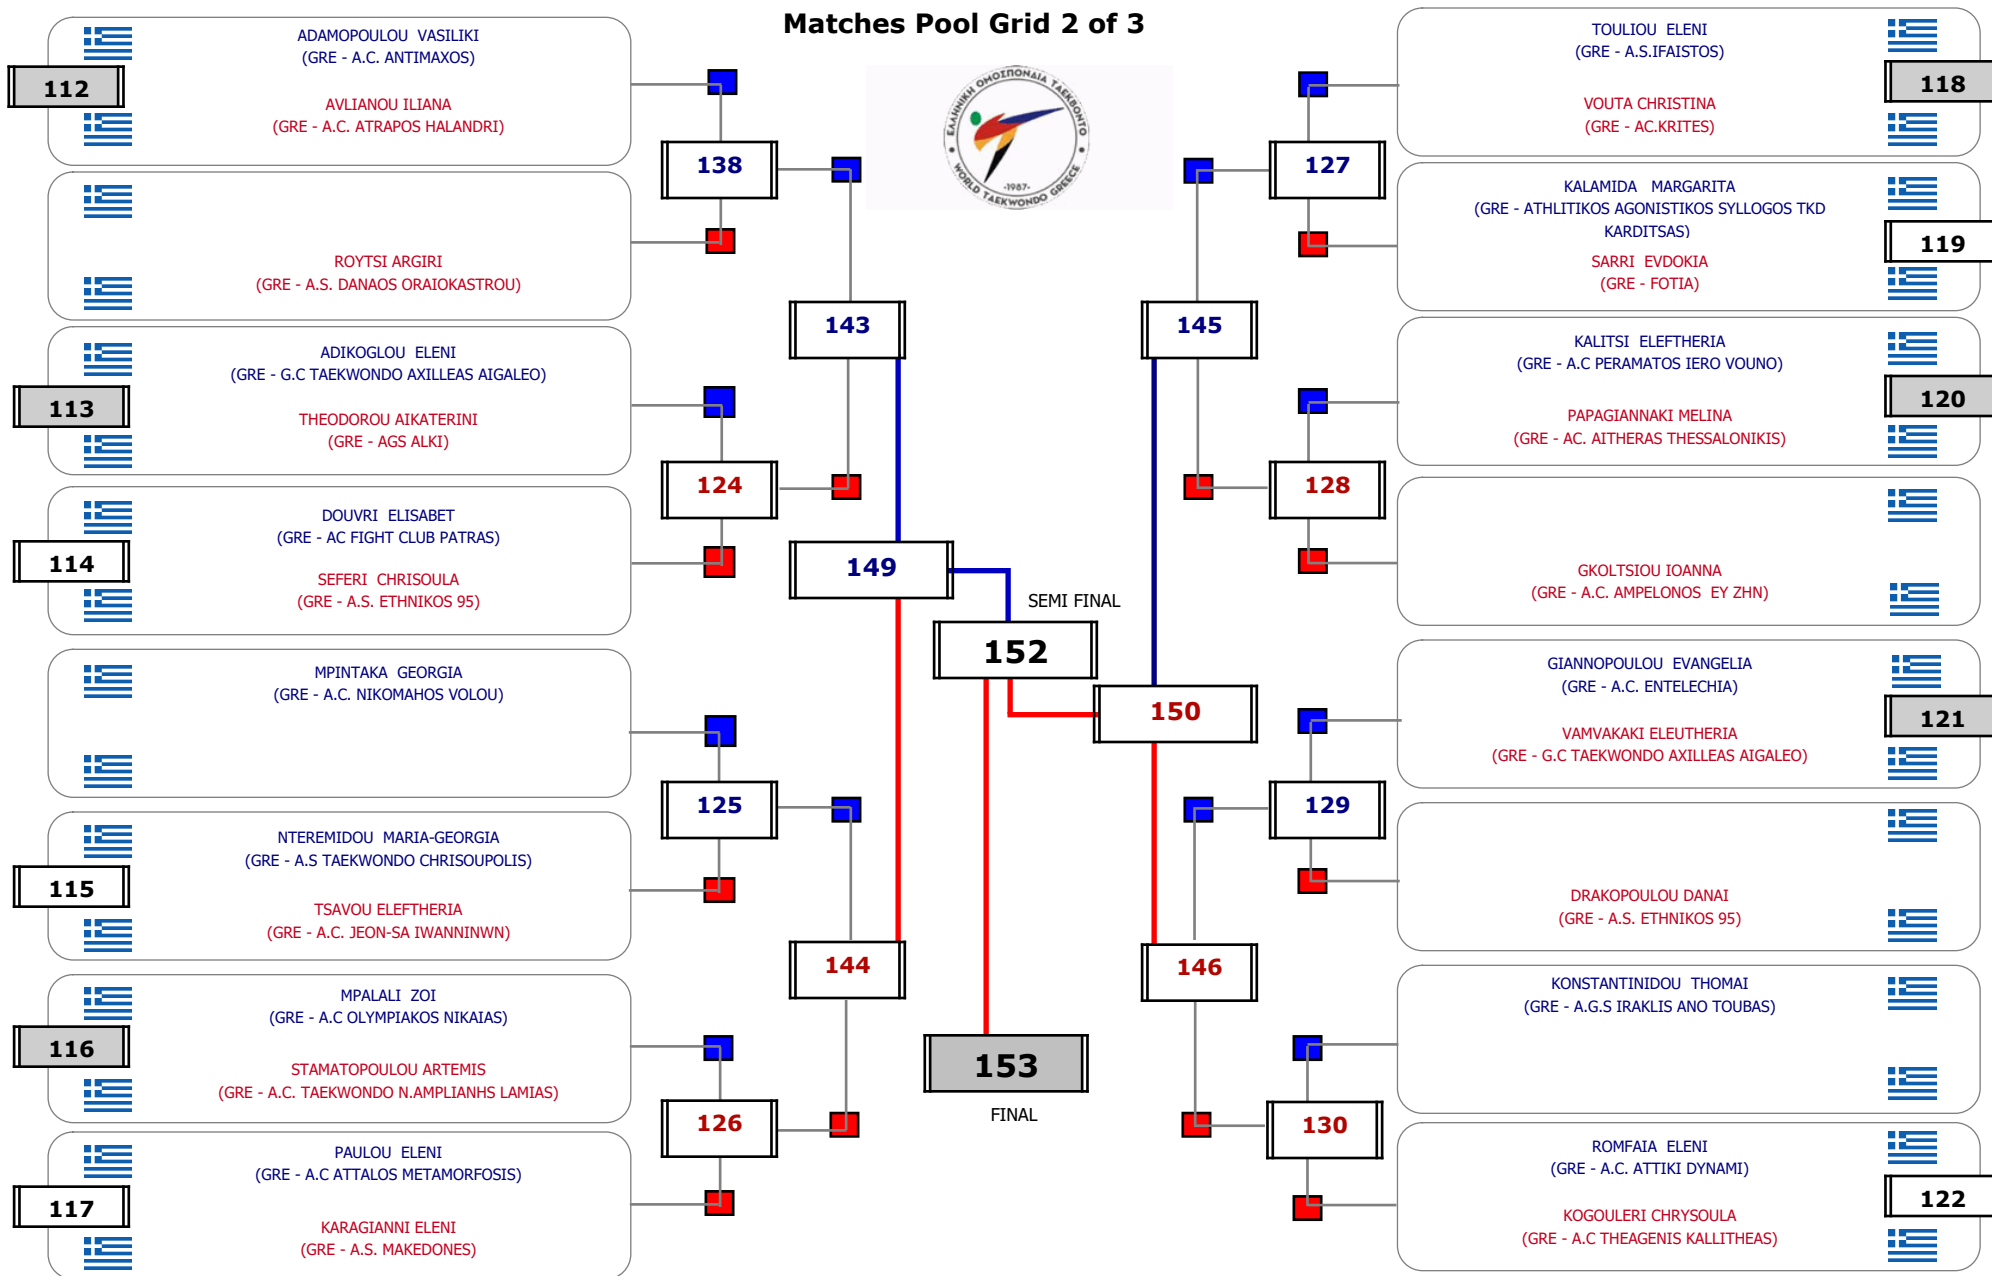 Matches Pool Grid 2 of 3
ΕΛΛΗΝΙΚΗ ΟΜΟΣΠΟΝΔΙΑ ΤΑΕΚΒΟΝΤΟ
-1987-
WORLD TAEKWONDO GREECE
112
ADAMOPOULOU VASILIKI
(GRE - A.C. ANTIMAXOS)
AVLIANOU ILIANA
(GRE - A.C. ATRAPOS HALANDRI)
ROYTSI ARGIRI
(GRE - A.S. DANAOS ORAIOKASTROU)
113
ADIKOGLOU ELENI
(GRE - G.C TAEKWONDO AXILLEAS AIGALEO)
THEODOROU AIKATERINI
(GRE - AGS ALKI)
114
DOUVRI ELISABET
(GRE - AC FIGHT CLUB PATRAS)
SEFERI CHRISOULA
(GRE - A.S. ETHNIKOS 95)
MPINTAKA GEORGIA
(GRE - A.C. NIKOMAHOS VOLOU)
115
NTEREMIDOU MARIA-GEORGIA
(GRE - A.S TAEKWONDO CHRISOUPOLIS)
TSAVOU ELEFTHERIA
(GRE - A.C. JEON-SA IWANNINWN)
116
MPALALI ZOI
(GRE - A.C OLYMPIAKOS NIKAIAS)
STAMATOPOULOU ARTEMIS
(GRE - A.C. TAEKWONDO N.AMPLIANHS LAMIAS)
117
PAULOU ELENI
(GRE - A.C ATTALOS METAMORFOSIS)
KARAGIANNI ELENI
(GRE - A.S. MAKEDONES)
138
124
125
126
143
144
149
SEMI FINAL
152
150
153
FINAL
145
146
127
128
129
130
TOULIOU ELENI
(GRE - A.S.IFAISTOS)
118
VOUTA CHRISTINA
(GRE - AC.KRITES)
KALAMIDA MARGARITA
(GRE - ATHLITIKOS AGONISTIKOS SYLLOGOS TKD
KARDITSAS)
119
SARRI EVDOKIA
(GRE - FOTIA)
KALITSI ELEFTHERIA
(GRE - A.C PERAMATOS IERO VOUNO)
120
PAPAGIANNAKI MELINA
(GRE - AC. AITHERAS THESSALONIKIS)
GKOLTSIOU IOANNA
(GRE - A.C. AMPELONOS EY ZHN)
GIANNOPOULOU EVANGELIA
(GRE - A.C. ENTELECHIA)
121
VAMVAKAKI ELEUTHERIA
(GRE - G.C TAEKWONDO AXILLEAS AIGALEO)
DRAKOPOULOU DANAI
(GRE - A.S. ETHNIKOS 95)
KONSTANTINIDOU THOMAI
(GRE - A.G.S IRAKLIS ANO TOUBAS)
ROMFAIA ELENI
(GRE - A.C. ATTIKI DYNAMI)
122
KOGOULERI CHRYSOULA
(GRE - A.C THEAGENIS KALLITHEAS)